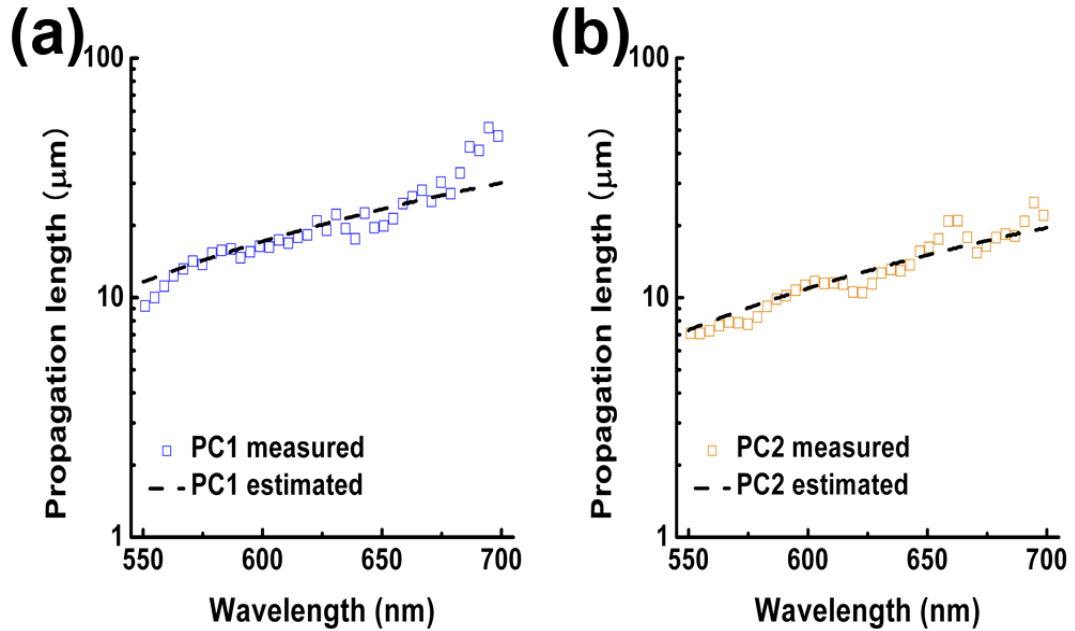 (a)
Propagation length (μm)
100
10
1
PC1 measured
PC1 estimated
550
600
650
700
Wavelength (nm)
(b)
Propagation length (μm)
100
10
1
PC2 measured
PC2 estimated
550
600
650
700
Wavelength (nm)